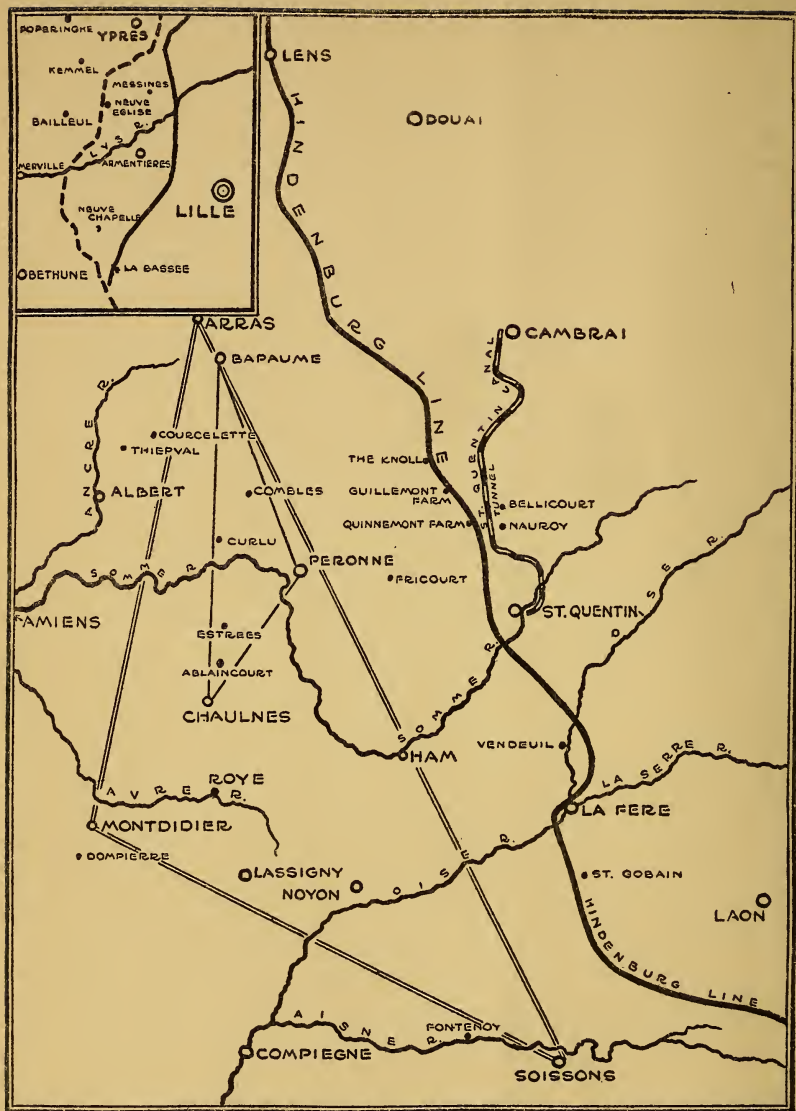 POPERINGHE
YPRES
KEMMEL
MESSINES
NEUVE
EGLISE
BAILLEUL
LYS R.
MERVILLE
ARMENTIERES
NEUVE
CHAPELLE
LILLE
BETHUNE
LA BASSEE
LENS
DOUAI
HINDENBURG LINE
ARRAS
BAPAUME
CAMBRAI
ST. QUENTIN CANAL
TUNNEL
ANCRE R.
COURCELETTE
THIEPVAL
THE KNOLL
ALBERT
COMBLES
GUILLEMONT
FARM
BELLICOURT
QUINNEMONT FARM
NAUROY
CURLU
PERONNE
FRICOURT
SOMME R.
AMIENS
ST. QUENTIN
OISE R.
ESTREES
ABLAINCOURT
CHAULNES
SOMME R.
HAM
VENDEUIL
LA SERRE R.
ROYE
AVRE R.
LA FERE
MONTDIDIER
DOMPIERRE
LASSIGNY
NOYON
OISE R.
ST. GOBAIN
LAON
HINDENBURG LINE
AISNE R.
FONTENOY
COMPIEGNE
SOISSONS